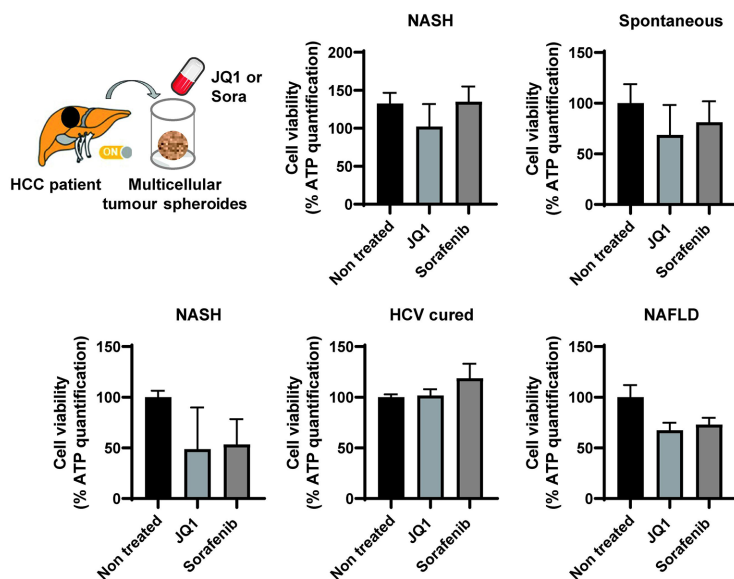 JQ1 or
Sora
ON
HCC patient
Multicellular
tumour spheroides
NASH
Cell viability
(% ATP quantification)
200
150
100
50
0
Non treated
JQ1
Sorafenib
Spontaneous
Cell viability
(% ATP quantification)
150
100
50
0
Non treated
JQ1
Sorafenib
NASH
Cell viability
(% ATP quantification)
150
100
50
0
Non treated
JQ1
Sorafenib
HCV cured
Cell viability
(% ATP quantification)
150
100
50
0
Non treated
JQ1
Sorafenib
NAFLD
Cell viability
(% ATP quantification)
150
100
50
0
Non treated
JQ1
Sorafenib